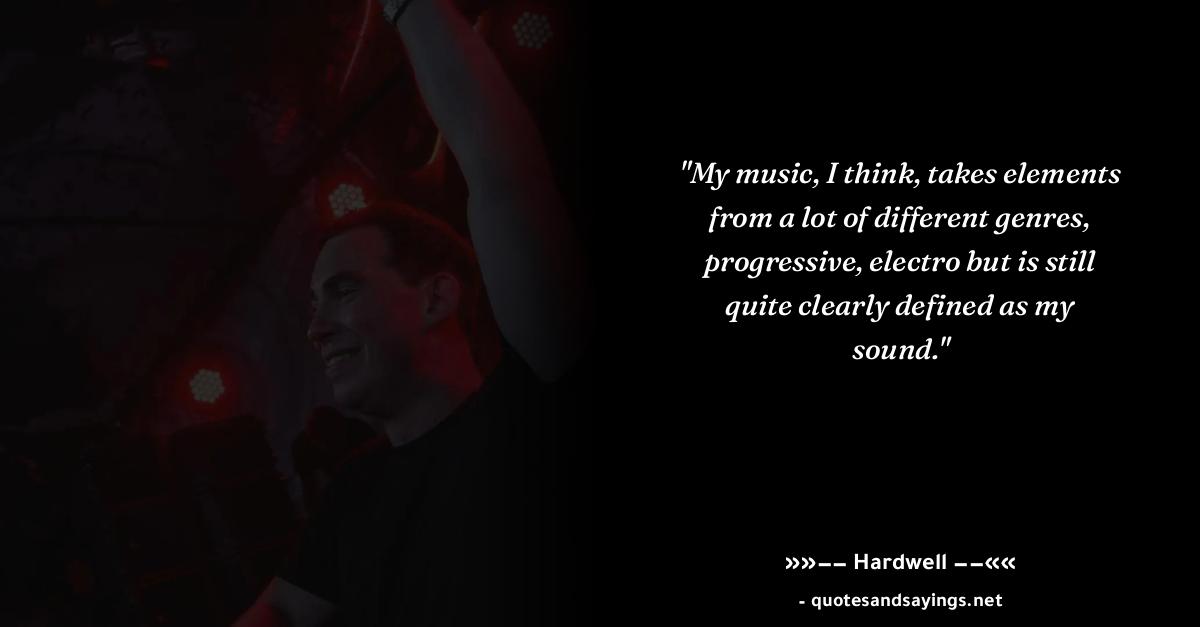 "My music, I think, takes elements
from a lot of different genres,
progressive, electro but is still
quite clearly defined as my
sound."
»»−− Hardwell −−««
- quotesandsayings.net